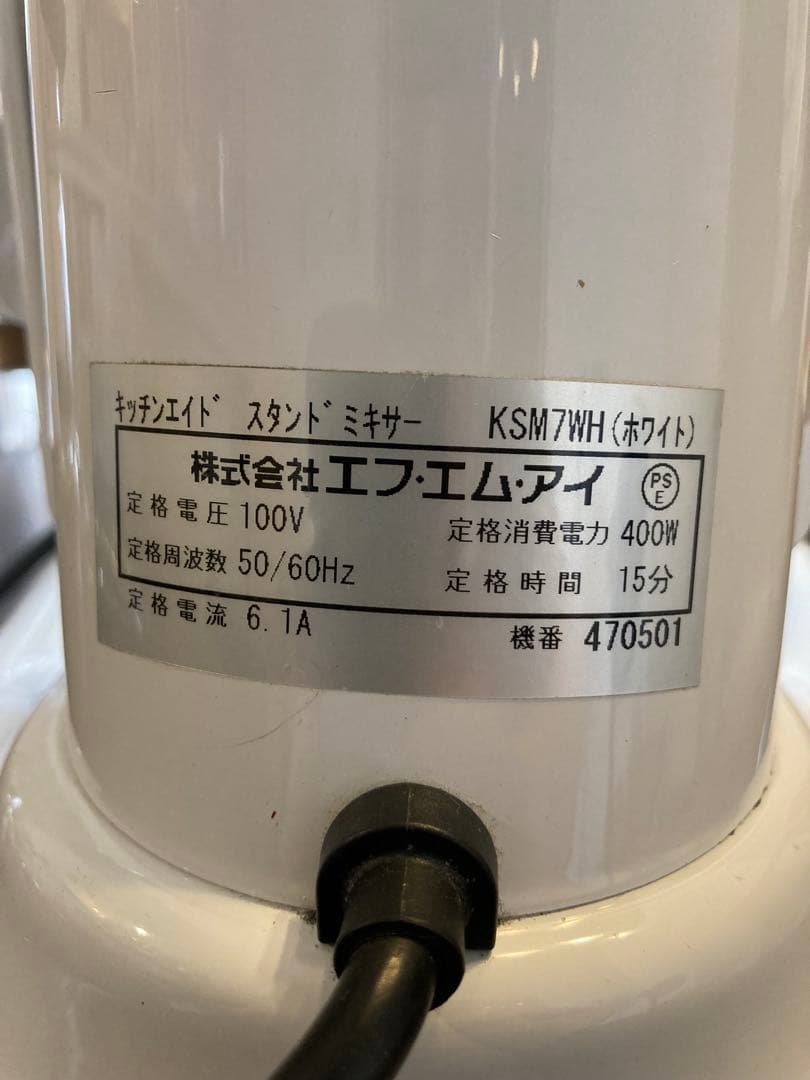 キッチンエイド スタンドミキサー KSM7WH(ホワイト)
株式会社エフ・エム・アイ PSE
定格電圧 100V 定格消費電力 400W
定格周波数 50/60Hz 定格時間 15分
定格電流 6.1A 機番 470501